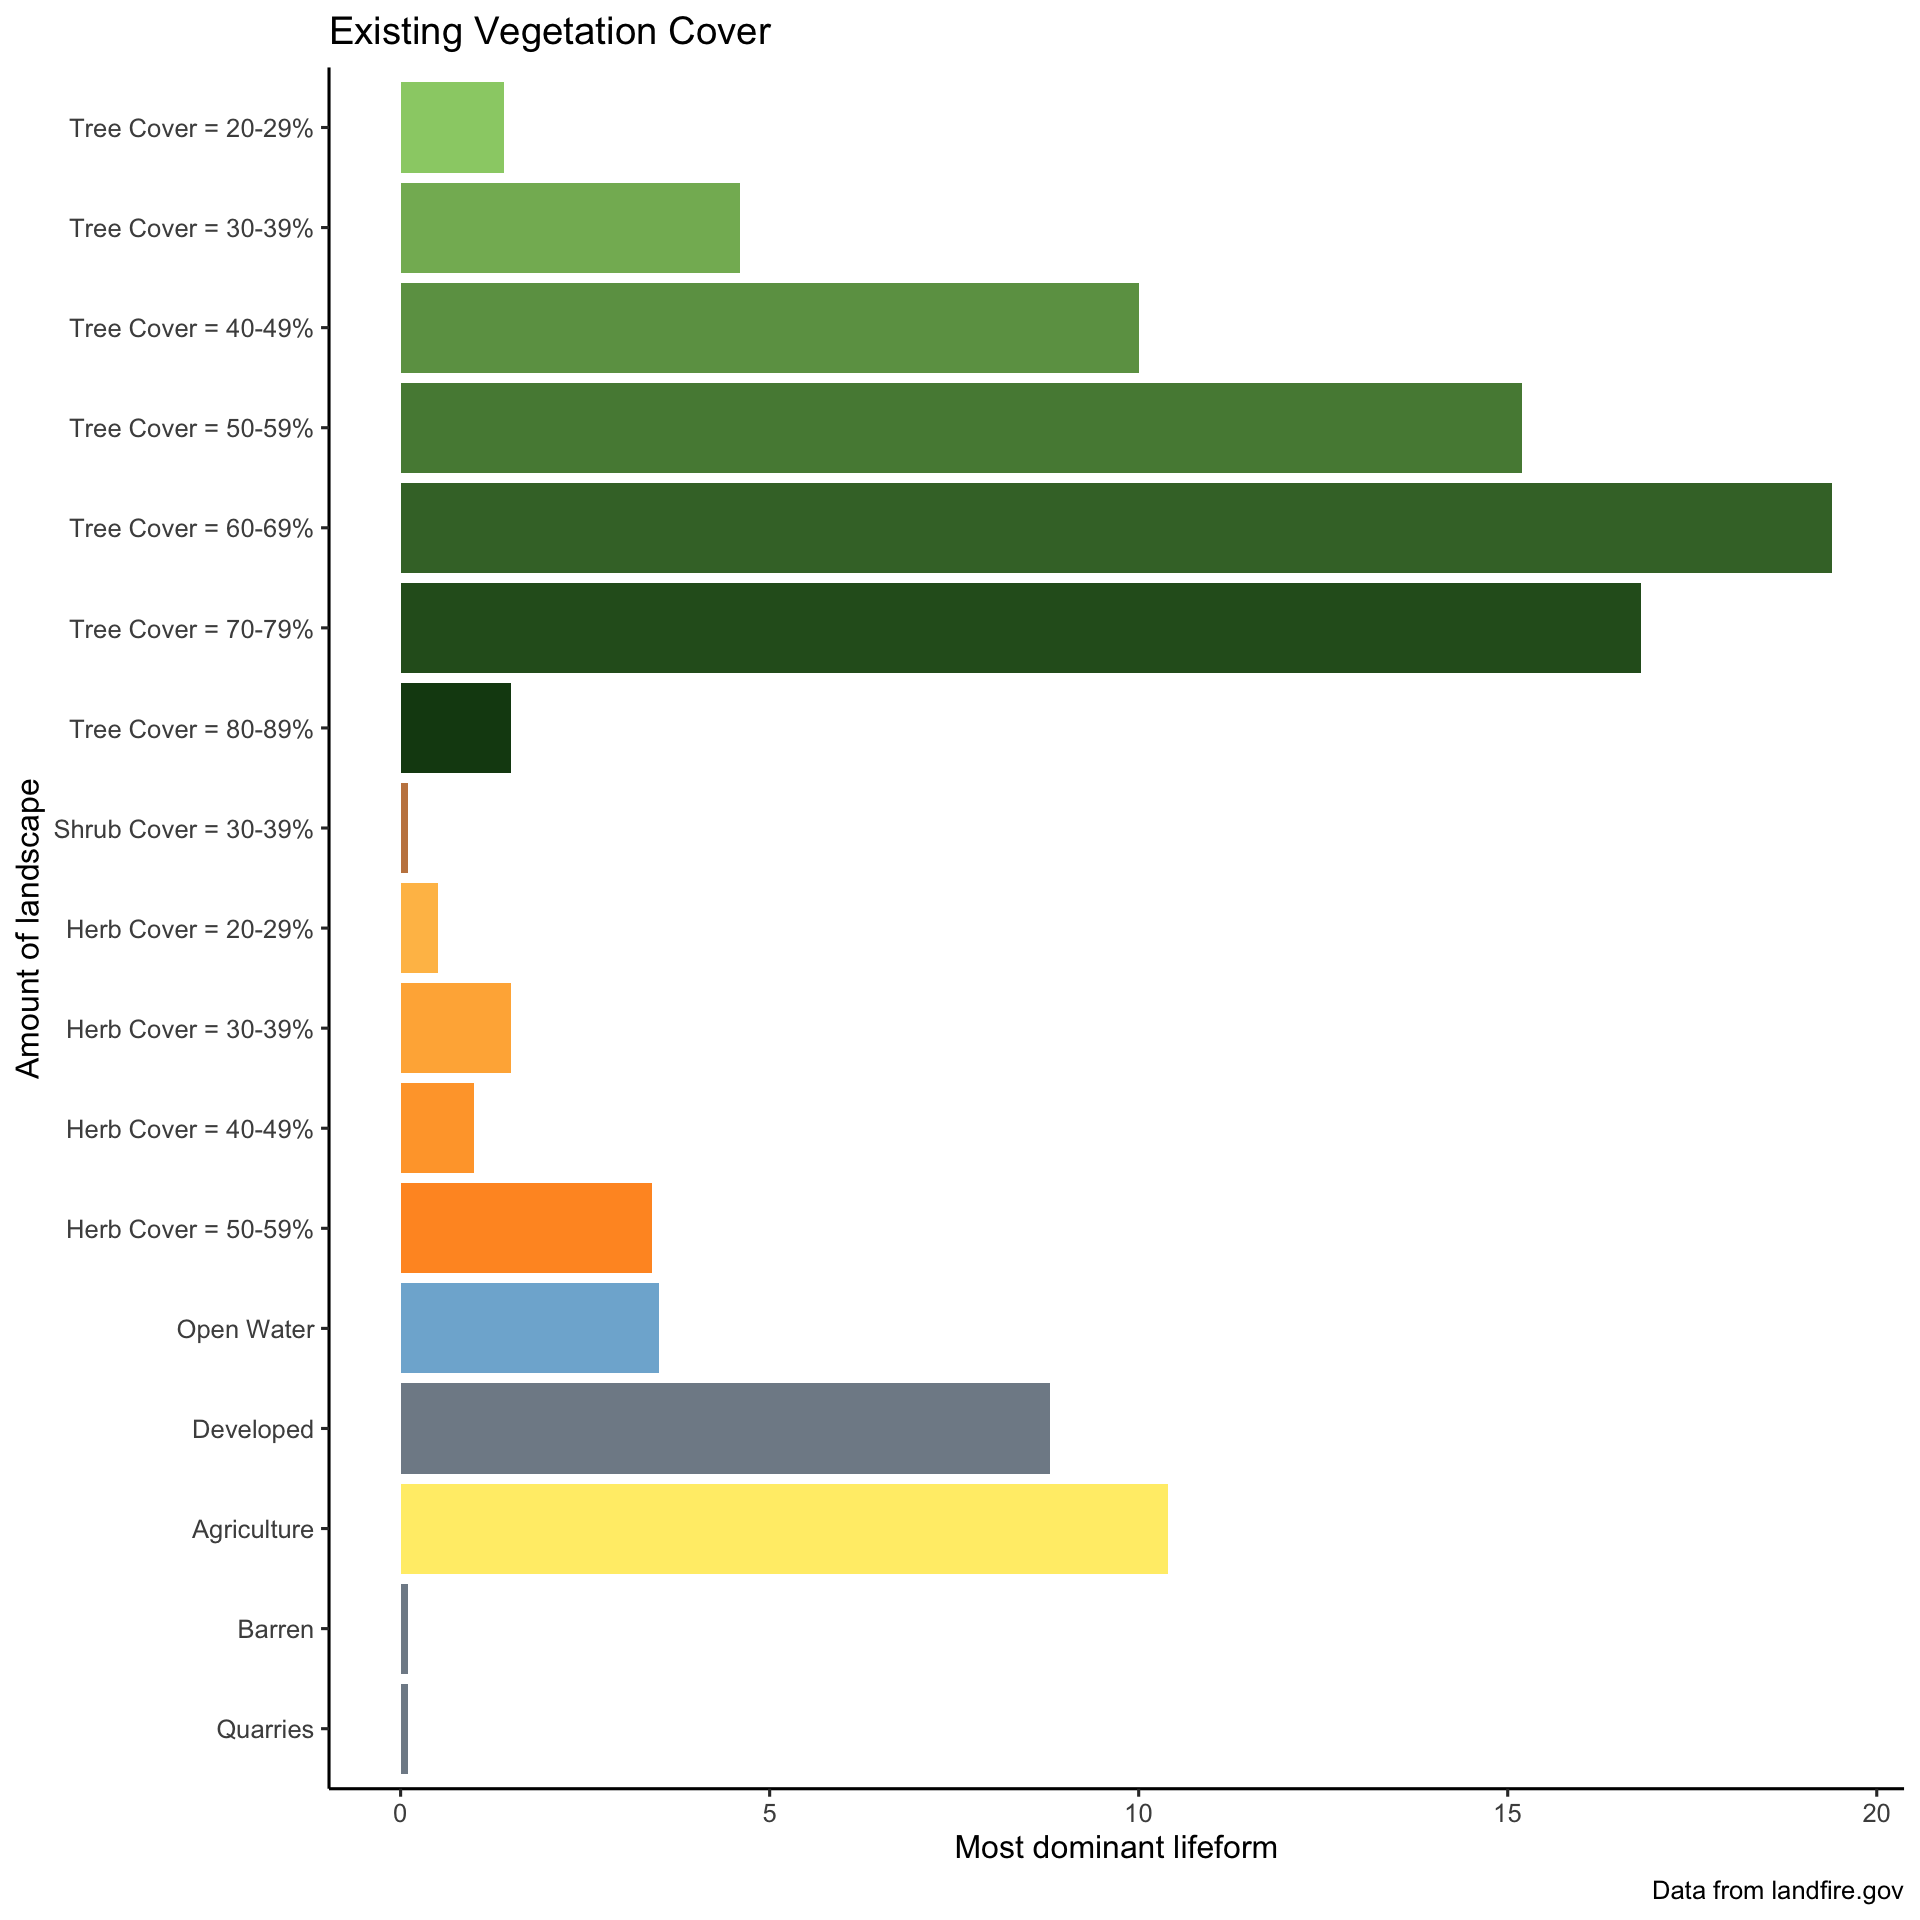 Existing Vegetation Cover
Tree Cover = 20-29%
Tree Cover = 30-39%
Tree Cover = 40-49%
Tree Cover = 50-59%
Tree Cover = 60-69%
Tree Cover = 70-79%
Tree Cover = 80-89%
Shrub Cover = 30-39%
Herb Cover = 20-29%
Herb Cover = 30-39%
Herb Cover = 40-49%
Herb Cover = 50-59%
Open Water
Developed
Agriculture
Barren
Quarries
Amount of landscape
0 5 10 15 20
Most dominant lifeform
Data from landfire.gov